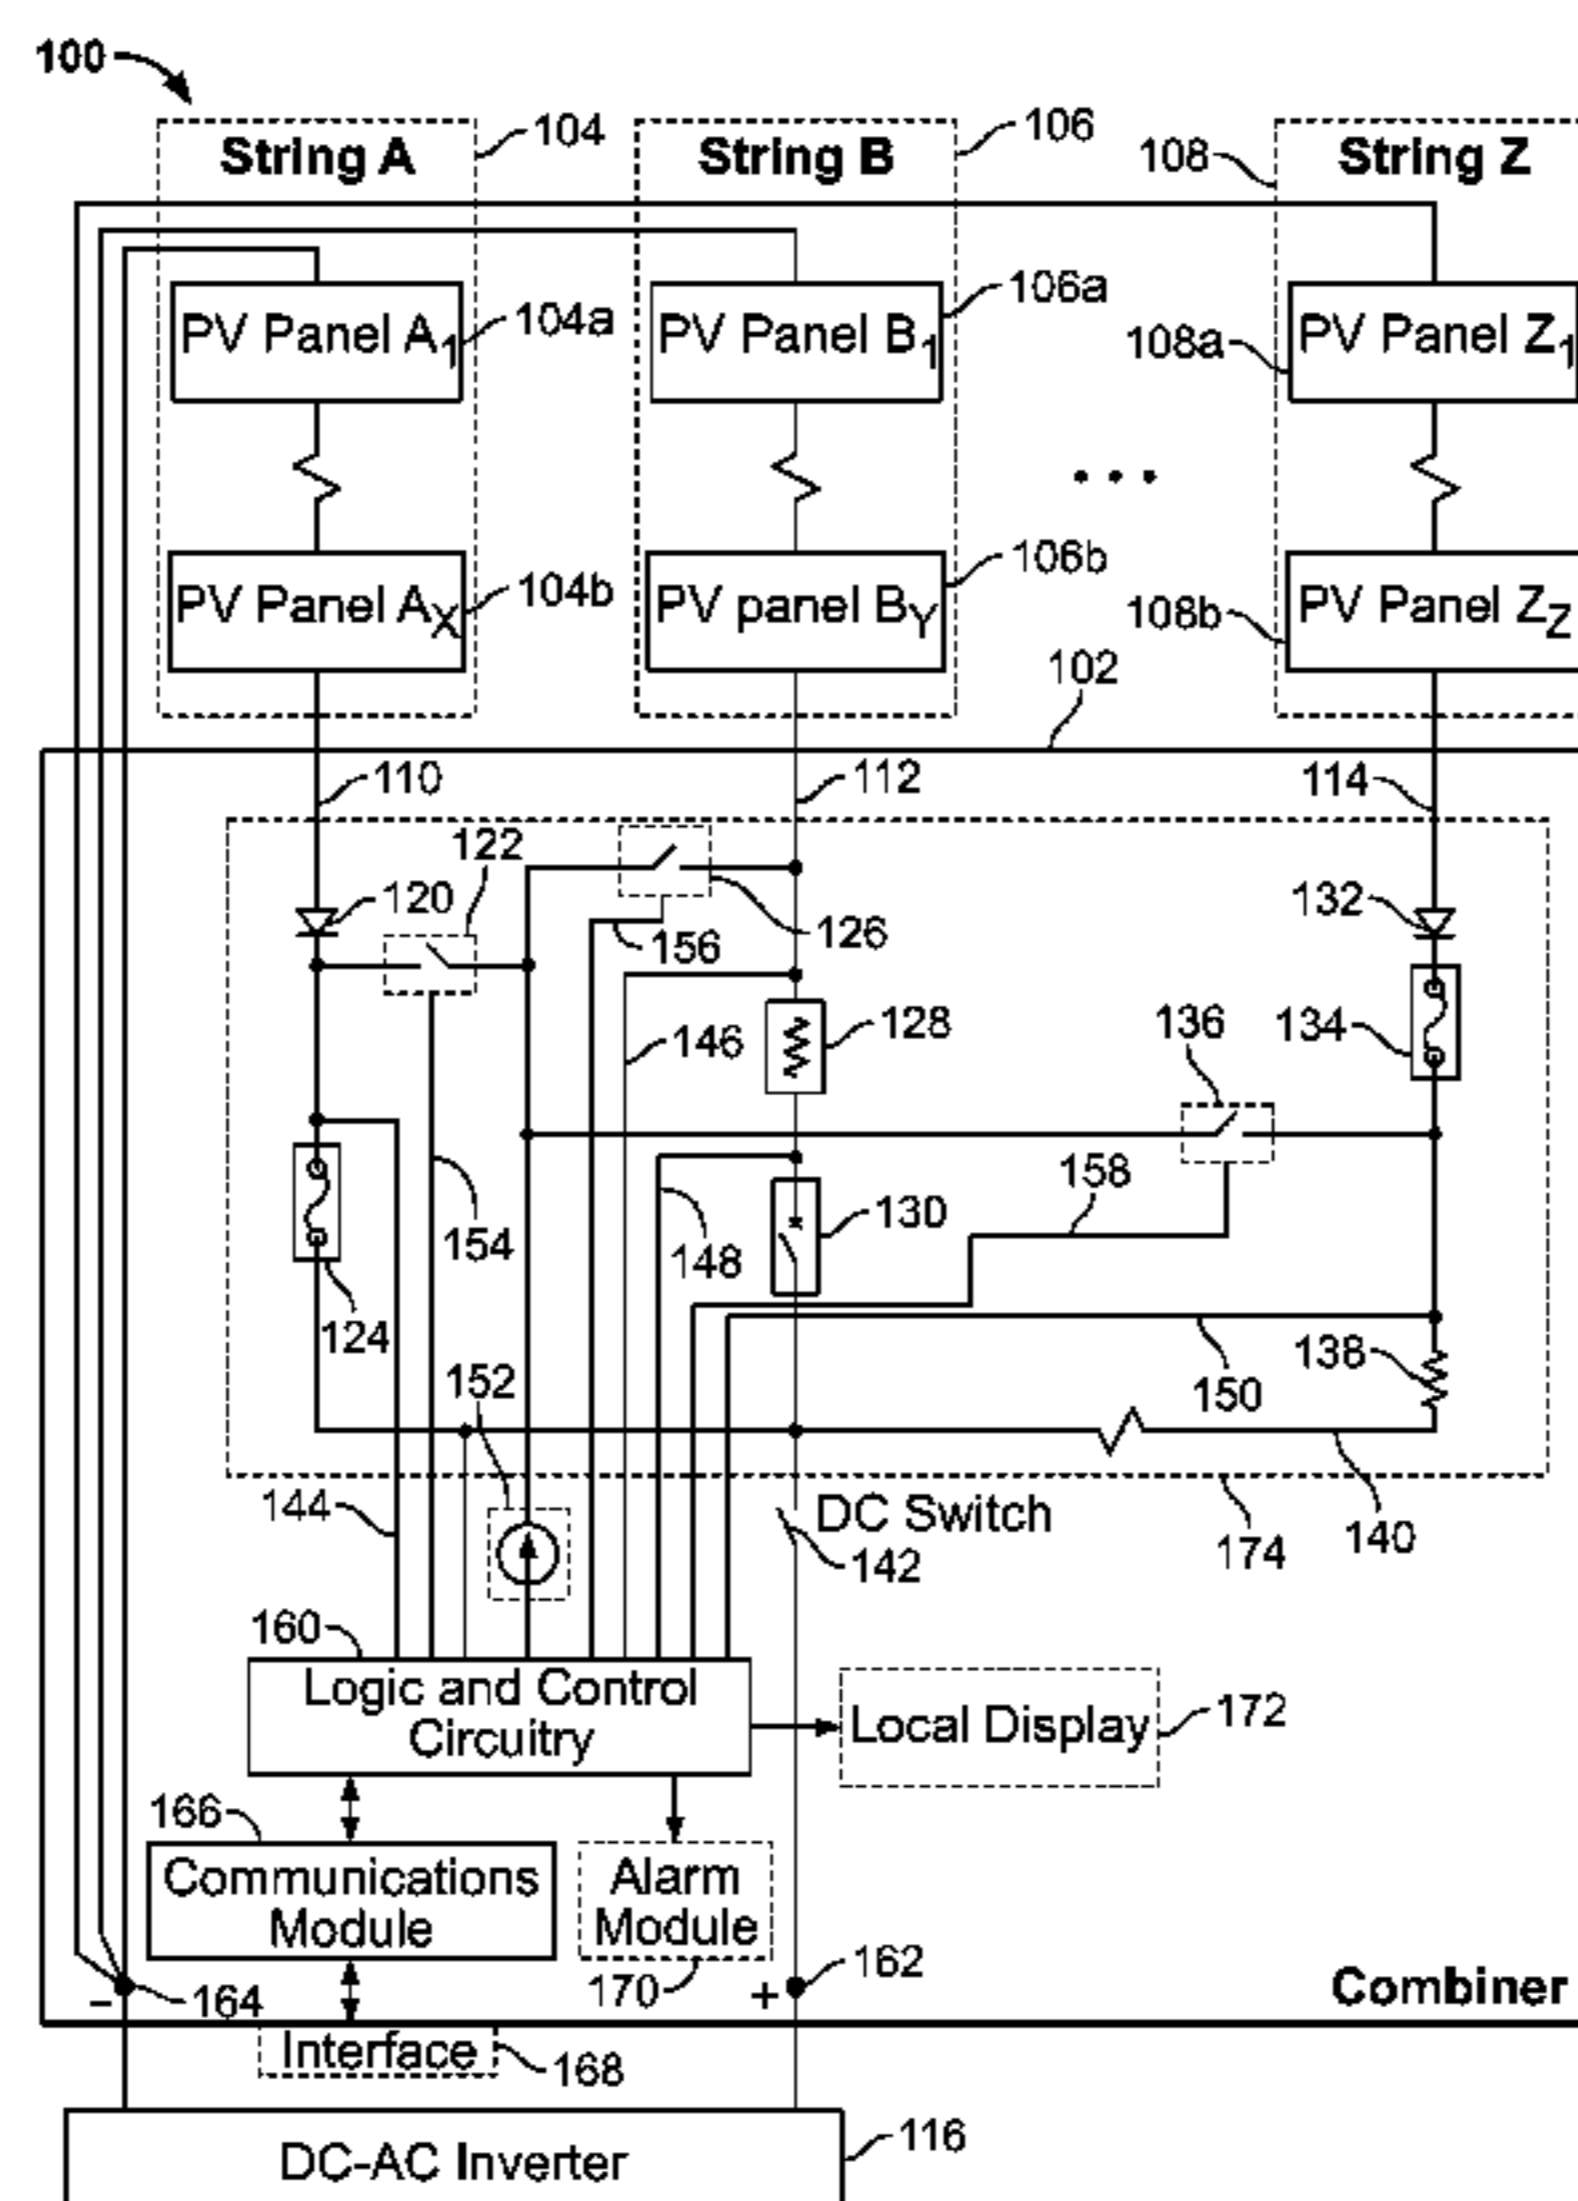 100
String A
104
String B
106
108
String Z
PV Panel A1
104a
PV Panel B1
106a
108a
PV Panel Z1
PV Panel AX
104b
PV panel BY
106b
108b
PV Panel ZZ
102
110
112
114
122
120
126
156
132
128
146
136
134
154
148
130
158
124
152
138
150
144
DC Switch
142
174
140
160
Logic and Control
Circuitry
Local Display
172
166
Communications
Module
Alarm
Module
170
162
+
−
164
Combiner
Interface
168
DC-AC Inverter
116